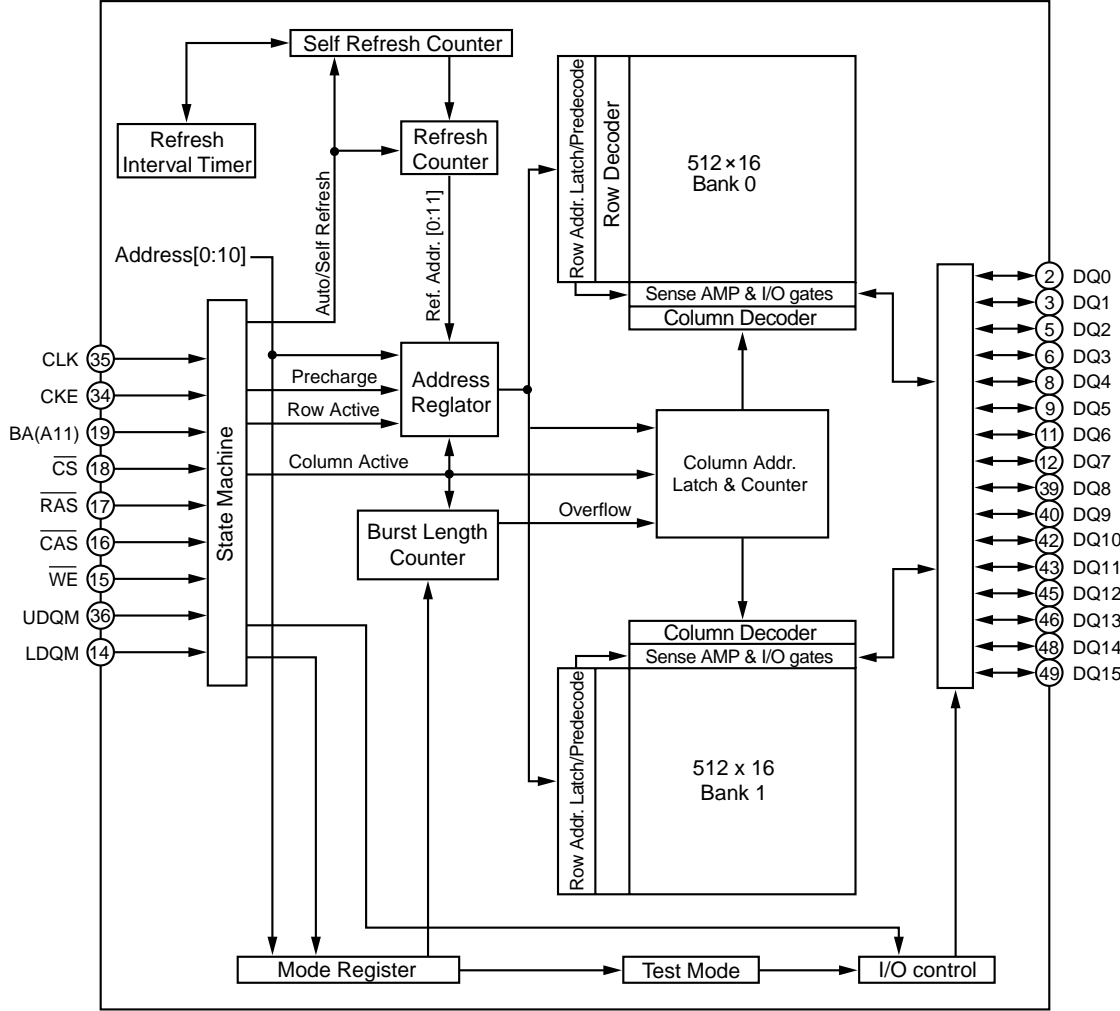 Self Refresh Counter
Refresh
Interval Timer
Refresh
Counter
Auto/Self Refresh
Ref. Addr. [0:11]
Address[0:10]
Row Addr. Latch/Predecode
Row Decoder
512×16
Bank 0
Sense AMP & I/O gates
Column Decoder
State Machine
CLK 35
CKE 34
BA(A11) 19
CS 18
RAS 17
CAS 16
WE 15
UDQM 36
LDQM 14
Precharge
Row Active
Column Active
Address
Reglator
Burst Length
Counter
Overflow
Column Addr.
Latch & Counter
Column Decoder
Sense AMP & I/O gates
Row Addr. Latch/Predecode
512 x 16
Bank 1
2 DQ0
3 DQ1
5 DQ2
6 DQ3
8 DQ4
9 DQ5
11 DQ6
12 DQ7
39 DQ8
40 DQ9
42 DQ10
43 DQ11
45 DQ12
46 DQ13
48 DQ14
49 DQ15
Mode Register
Test Mode
I/O control